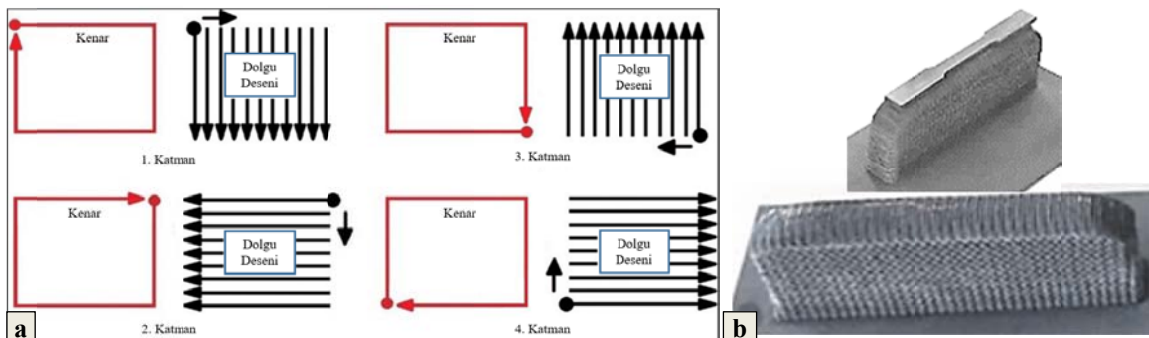 Kenar
Dolgu
Deseni
1. Katman
Kenar
Dolgu
Deseni
3. Katman
Kenar
Dolgu
Deseni
2. Katman
Kenar
Dolgu
Deseni
4. Katman
a
b